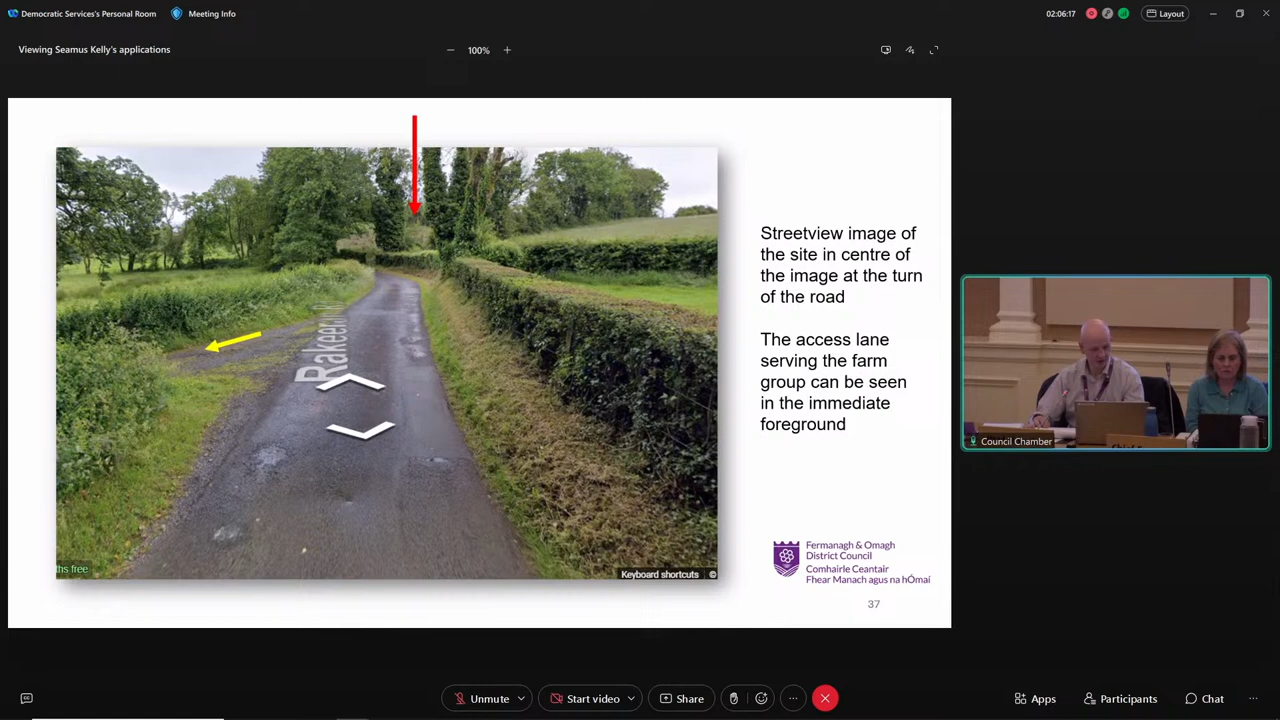 Democratic Services's Personal Room
Meeting Info
02:06:17
Layout
Viewing Seamus Kelly's applications
100%
Streetview image of
the site in centre of
the image at the turn
of the road
The access lane
serving the farm
group can be seen
in the immediate
foreground
ths free
Keyboard shortcuts
©
Fermanagh & Omagh
District Council
Comhairle Ceantair
Fhear Manach agus na hÓmaí
37
Council Chamber
CC
Unmute
Start video
Share
Apps
Participants
Chat